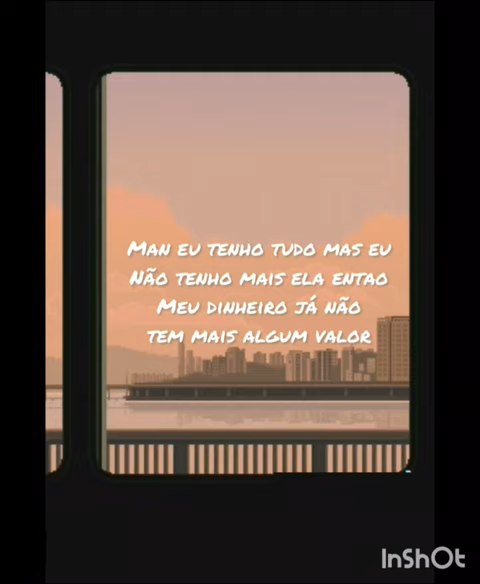 Man eu tenho tudo mas eu
Não tenho mais ela entao
Meu dinheiro já não
tem mais algum valor
InShOt